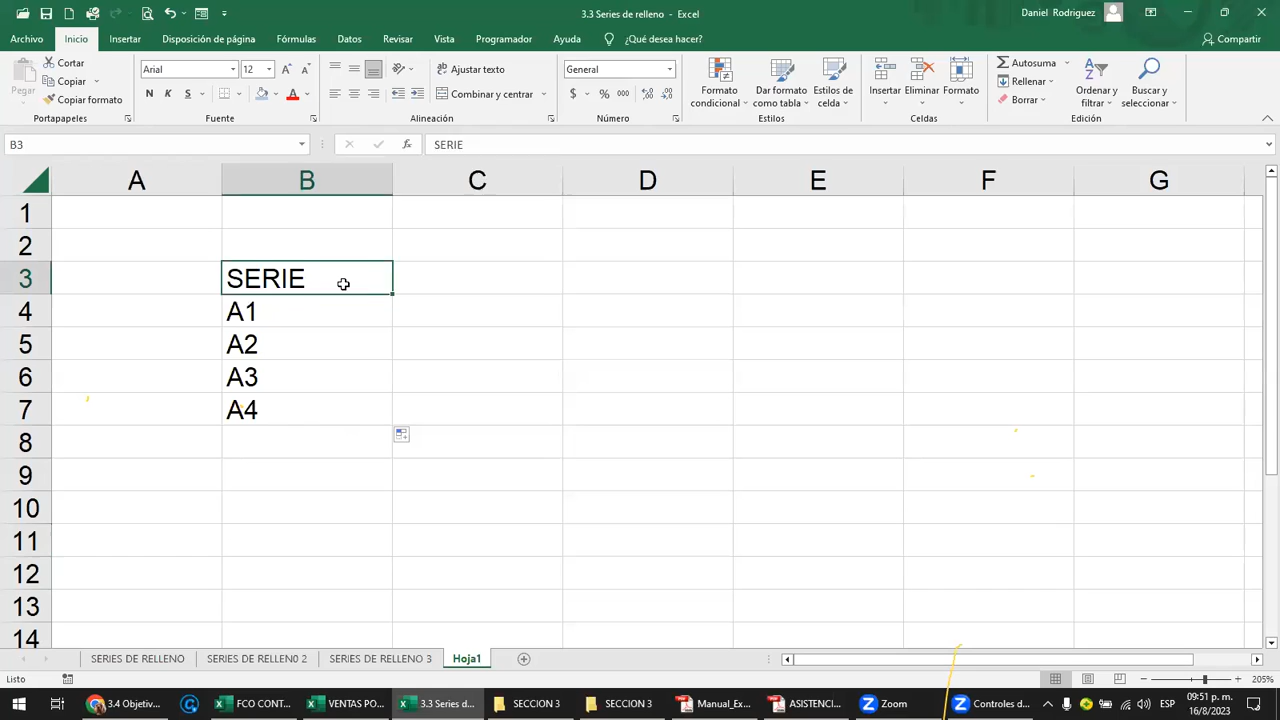 3.3 Series de relleno - Excel
Daniel Rodriguez
Archivo Inicio Insertar Disposición de página Fórmulas Datos Revisar Vista Programador Ayuda ¿Qué desea hacer? Compartir
Pegar
Cortar
Copiar
Copiar formato
Portapapeles
Arial 12
N K S
Fuente
Ajustar texto
Combinar y centrar
Alineación
General
$ % 000
Número
Formato condicional
Dar formato como tabla
Estilos de celda
Estilos
Insertar Eliminar Formato
Celdas
Autosuma
Rellenar
Borrar
Ordenar y filtrar
Buscar y seleccionar
Edición
B3 fx SERIE
A B C D E F G
1
2
3 SERIE
4 A1
5 A2
6 A3
7 A4
8
9
10
11
12
13
14
SERIES DE RELLENO SERIES DE RELLEN0 2 SERIES DE RELLENO 3 Hoja1
Listo 205%
3.4 Objetiv... FCOCONT... VENTAS PO... 3.3 Series d... SECCION 3 SECCION 3 Manual_Ex... ASISTENCI... Zoom Controles d... ESP 09:51 p. m.
16/8/2023